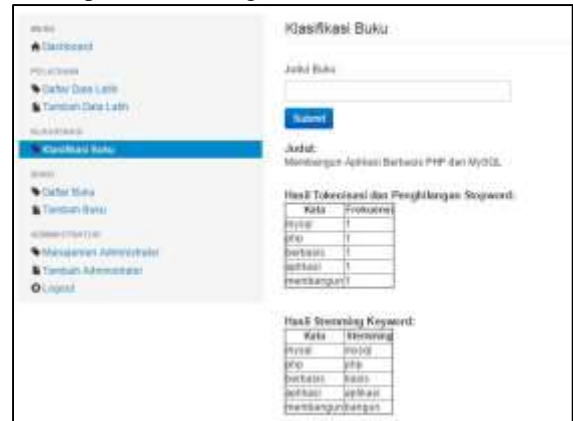 MENU
Dashboard
PELATIHAN
Daftar Data Latih
Tambah Data Latih
KLASIFIKASI
Klasifikasi Buku
BUKU
Daftar Buku
Tambah Buku
ADMINISTRATOR
Manajemen Administrator
Tambah Administrator
Logout
Klasifikasi Buku
Judul Buku
Submit
Judul:
Membangun Aplikasi Berbasis PHP dan MySQL
Hasil Tokenisasi dan Penghilangan Stopword:
Kata Frekuensi
mysql 1
php 1
berbasis 1
aplikasi 1
membangun 1
Hasil Stemming Keyword:
Kata Stemming
mysql mysql
php php
berbasis basis
aplikasi aplikasi
membangun bangun